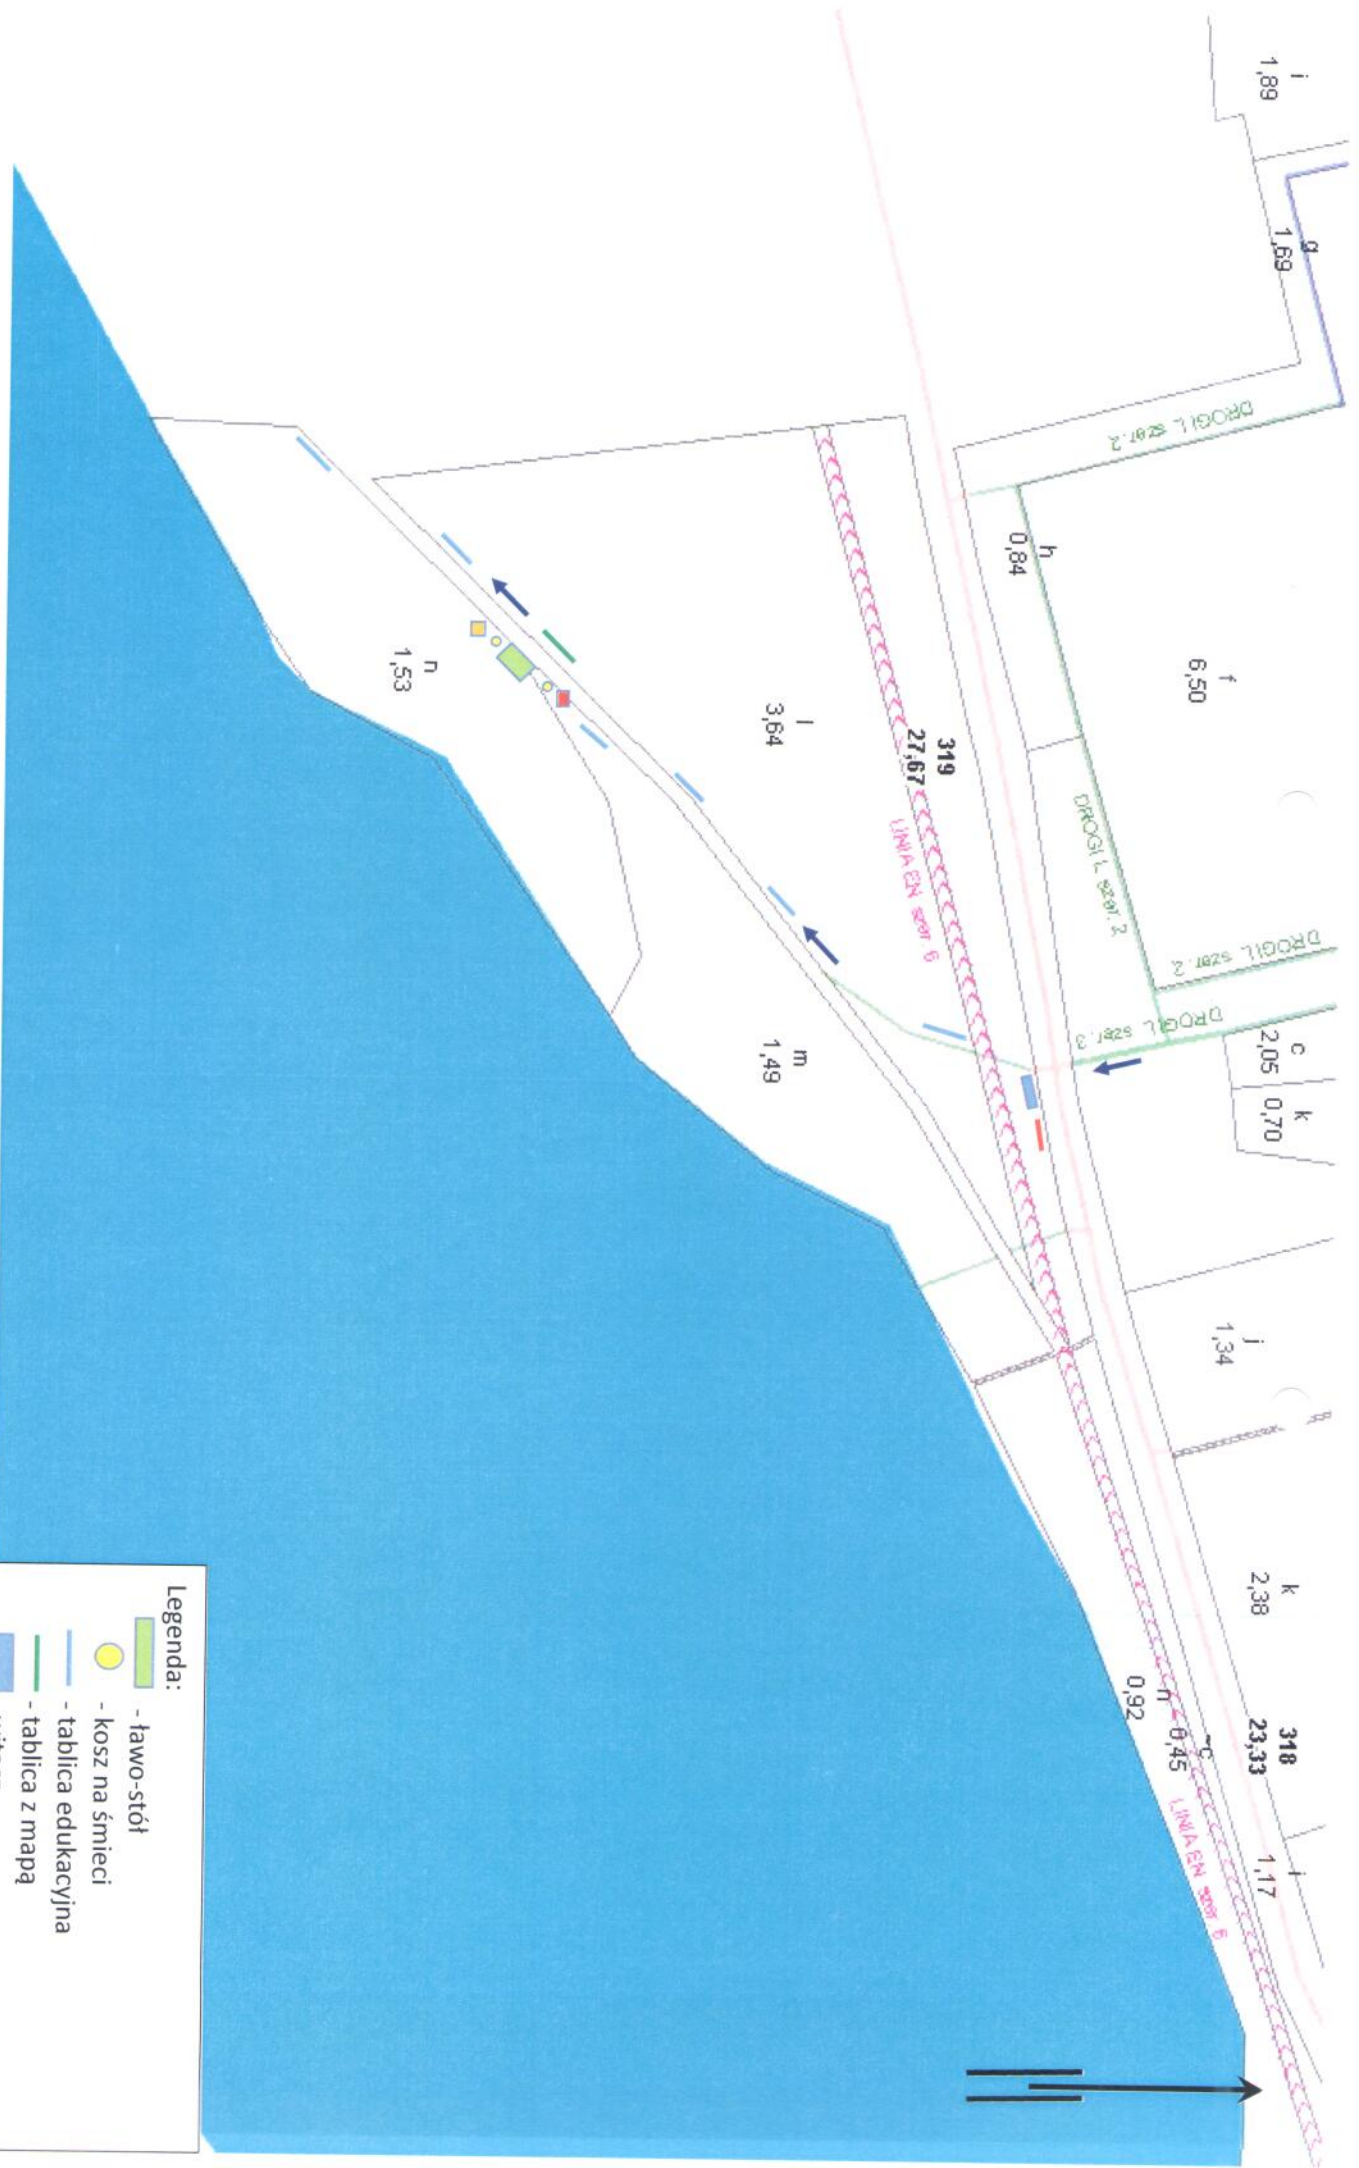 i
1,89
g
1,69
DROGI L szer. 2
f
6,50
h
0,84
DROGI L szer. 2
DROGI L szer. 2
DROGI L szer. 3
c
2,05
k
0,70
j
1,34
k
2,38
318
23,33
1,17
~c
0,45
n
0,92
LINIA EN szer. 6
319
27,67
LINIA EN szer. 6
l
3,64
m
1,49
n
1,53
Legenda:
- ławo-stół
- kosz na śmieci
- tablica edukacyjna
- tablica z mapą